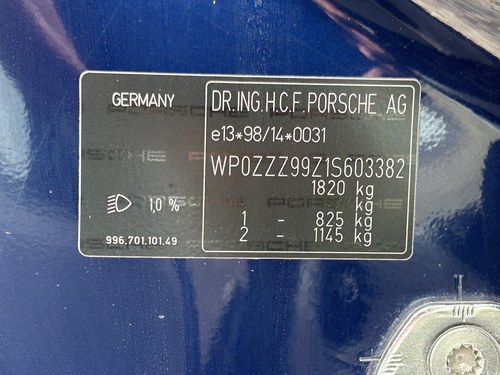 GERMANY
DR.ING.H.C.F.PORSCHE AG
e13*98/14*0031
WP0ZZZ99Z1S603382
1820 kg
kg
1 - 825 kg
2 - 1145 kg
1,0 %
996.701.101.49